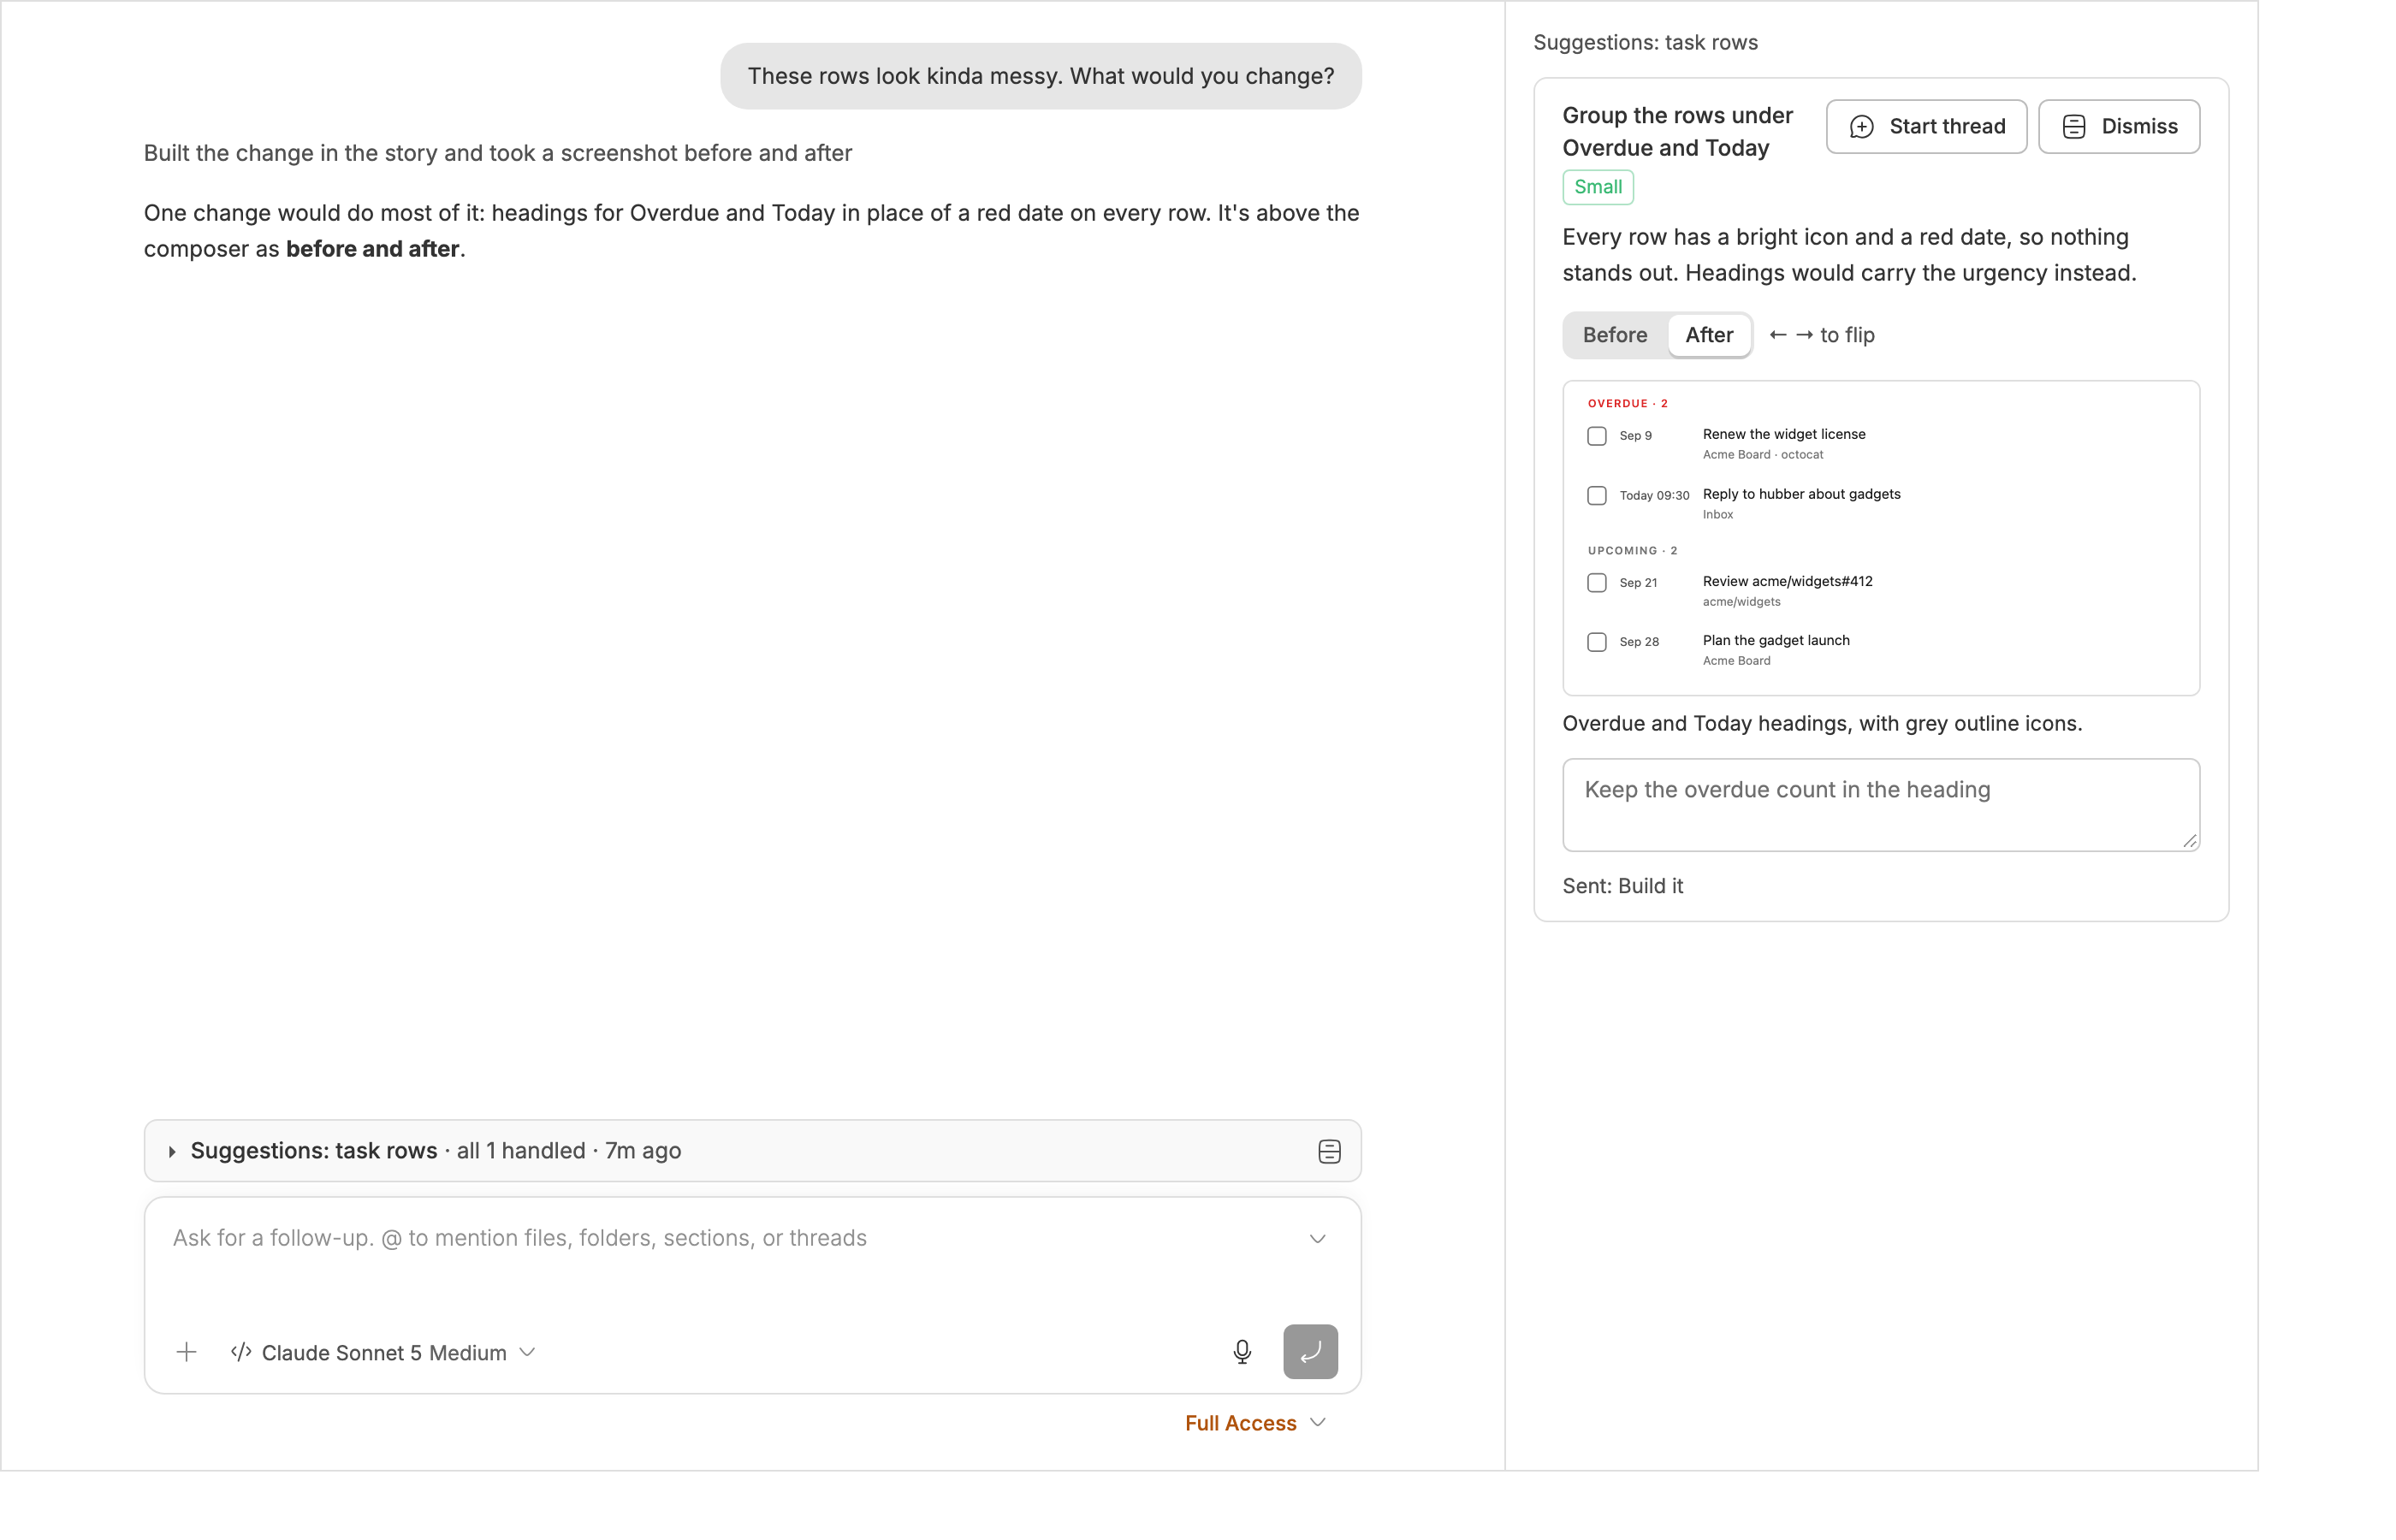 These rows look kinda messy. What would you change?
Built the change in the story and took a screenshot before and after
One change would do most of it: headings for Overdue and Today in place of a red date on every row. It's above the
composer as before and after.
Suggestions: task rows · all 1 handled · 7m ago
Ask for a follow-up. @ to mention files, folders, sections, or threads
Claude Sonnet 5 Medium
Full Access
Suggestions: task rows
Group the rows under
Overdue and Today
Start thread
Dismiss
Small
Every row has a bright icon and a red date, so nothing
stands out. Headings would carry the urgency instead.
Before After ← → to flip
OVERDUE · 2
Sep 9 Renew the widget license
Acme Board · octocat
Today 09:30 Reply to hubber about gadgets
Inbox
UPCOMING · 2
Sep 21 Review acme/widgets#412
acme/widgets
Sep 28 Plan the gadget launch
Acme Board
Overdue and Today headings, with grey outline icons.
Keep the overdue count in the heading
Sent: Build it